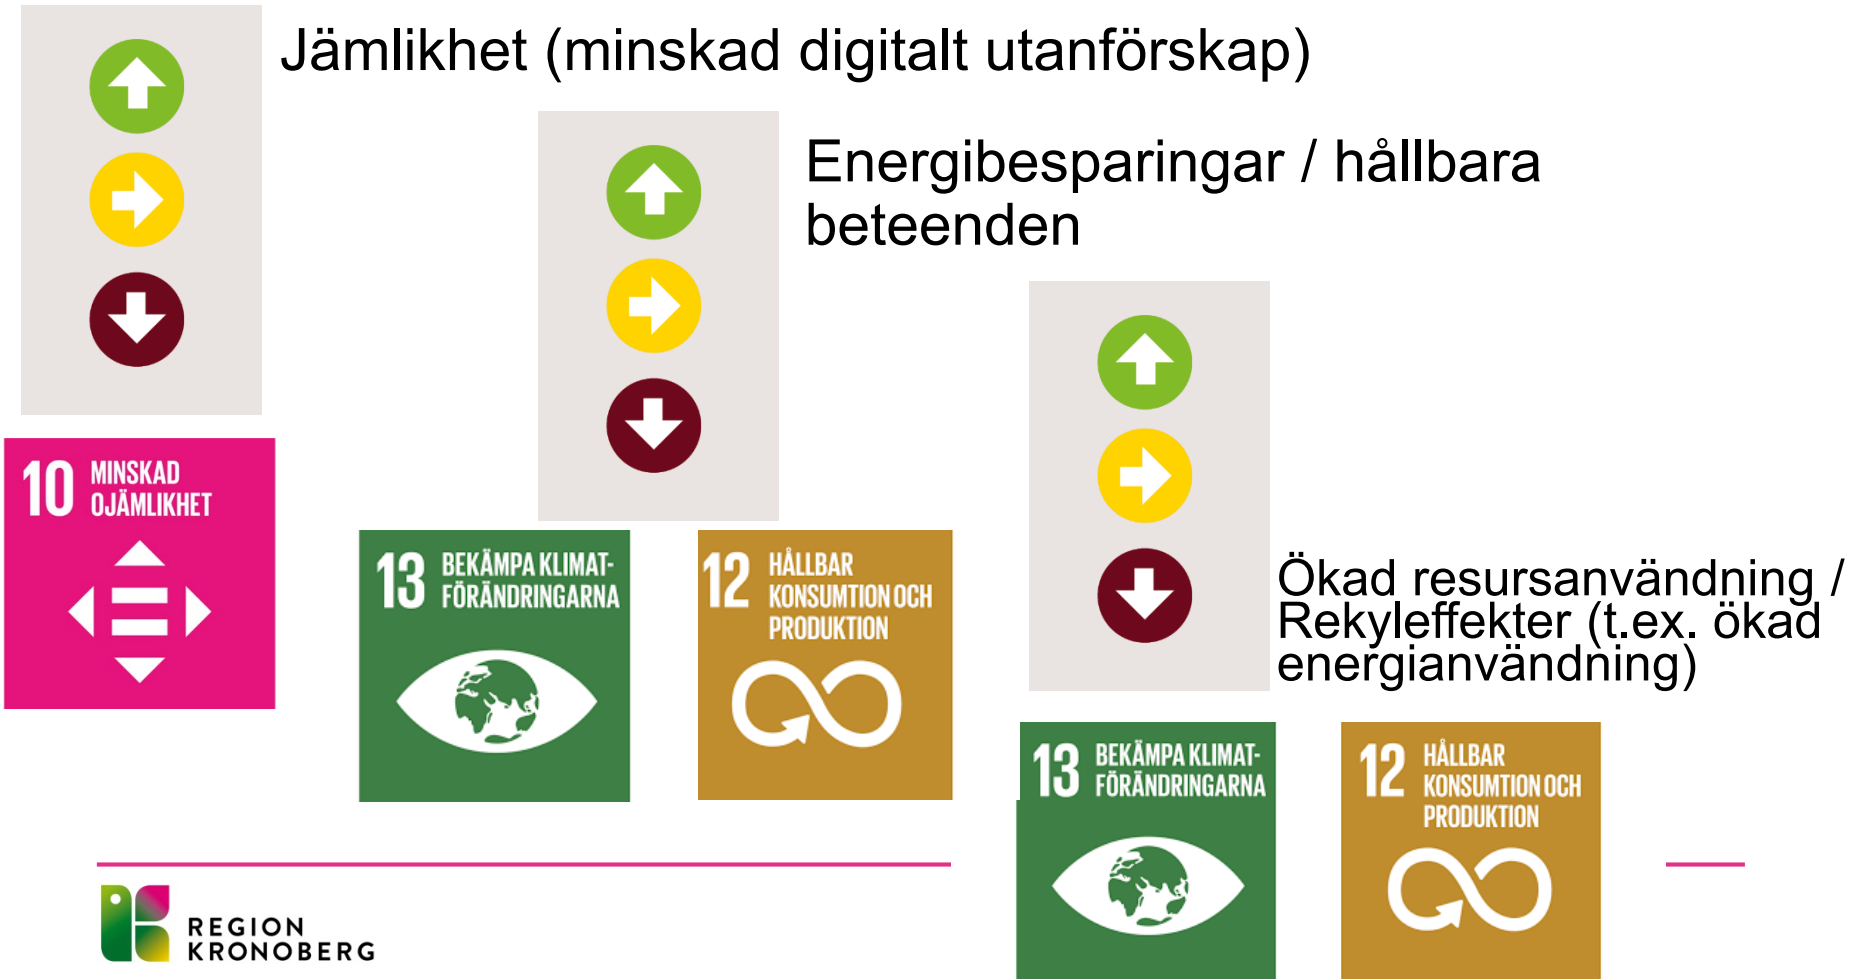 Jämlikhet (minskad digitalt utanförskap)
Energibesparingar / hållbara
beteenden
10 MINSKAD
OJÄMLIKHET
13 BEKÄMPA KLIMAT-
FÖRÄNDRINGARNA
12 HÅLLBAR
KONSUMTION OCH
PRODUKTION
Ökad resursanvändning /
Rekyleffekter (t.ex. ökad
energianvändning)
13 BEKÄMPA KLIMAT-
FÖRÄNDRINGARNA
12 HÅLLBAR
KONSUMTION OCH
PRODUKTION
REGION
KRONOBERG